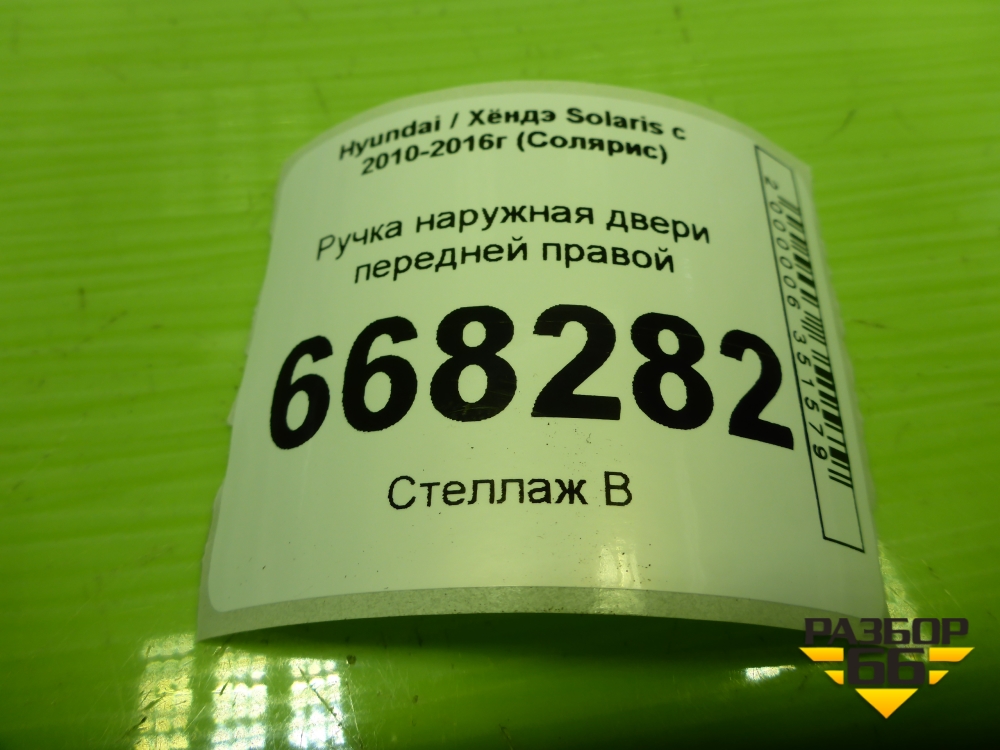 Hyundai / Хёндэ Solaris с
2010-2016г (Солярис)
Ручка наружная двери
передней правой
668282
Стеллаж В
2000006351579
РАЗБОР
66